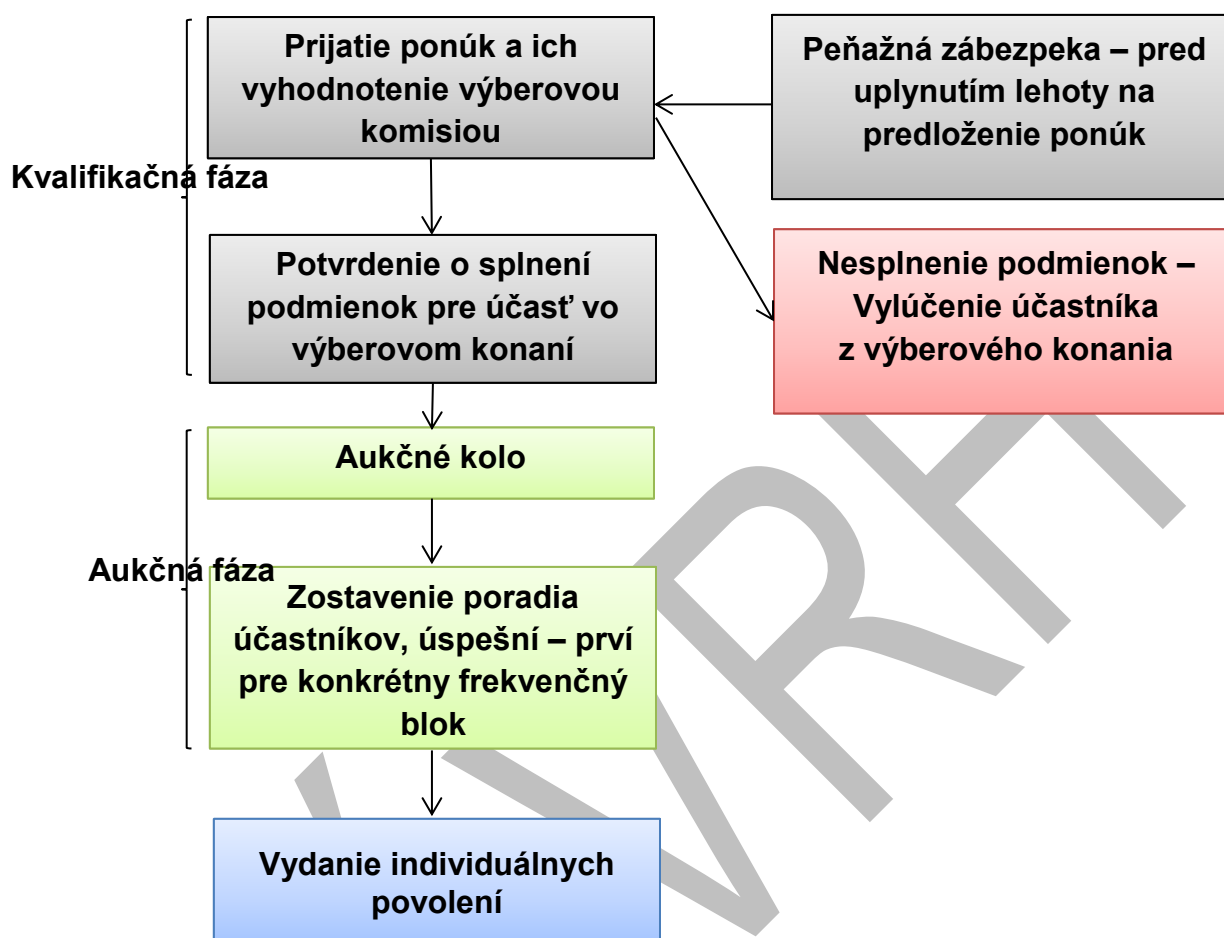 Prijatie ponúk a ich
vyhodnotenie výberovou
komisiou
Peňažná zábezpeka – pred
uplynutím lehoty na
predloženie ponúk
Kvalifikačná fáza
Potvrdenie o splnení
podmienok pre účasť vo
výberovom konaní
Nesplnenie podmienok –
Vylúčenie účastníka
z výberového konania
Aukčné kolo
Aukčná fáza
Zostavenie poradia
účastníkov, úspešní – prví
pre konkrétny frekvenčný
blok
Vydanie individuálnych
povolení